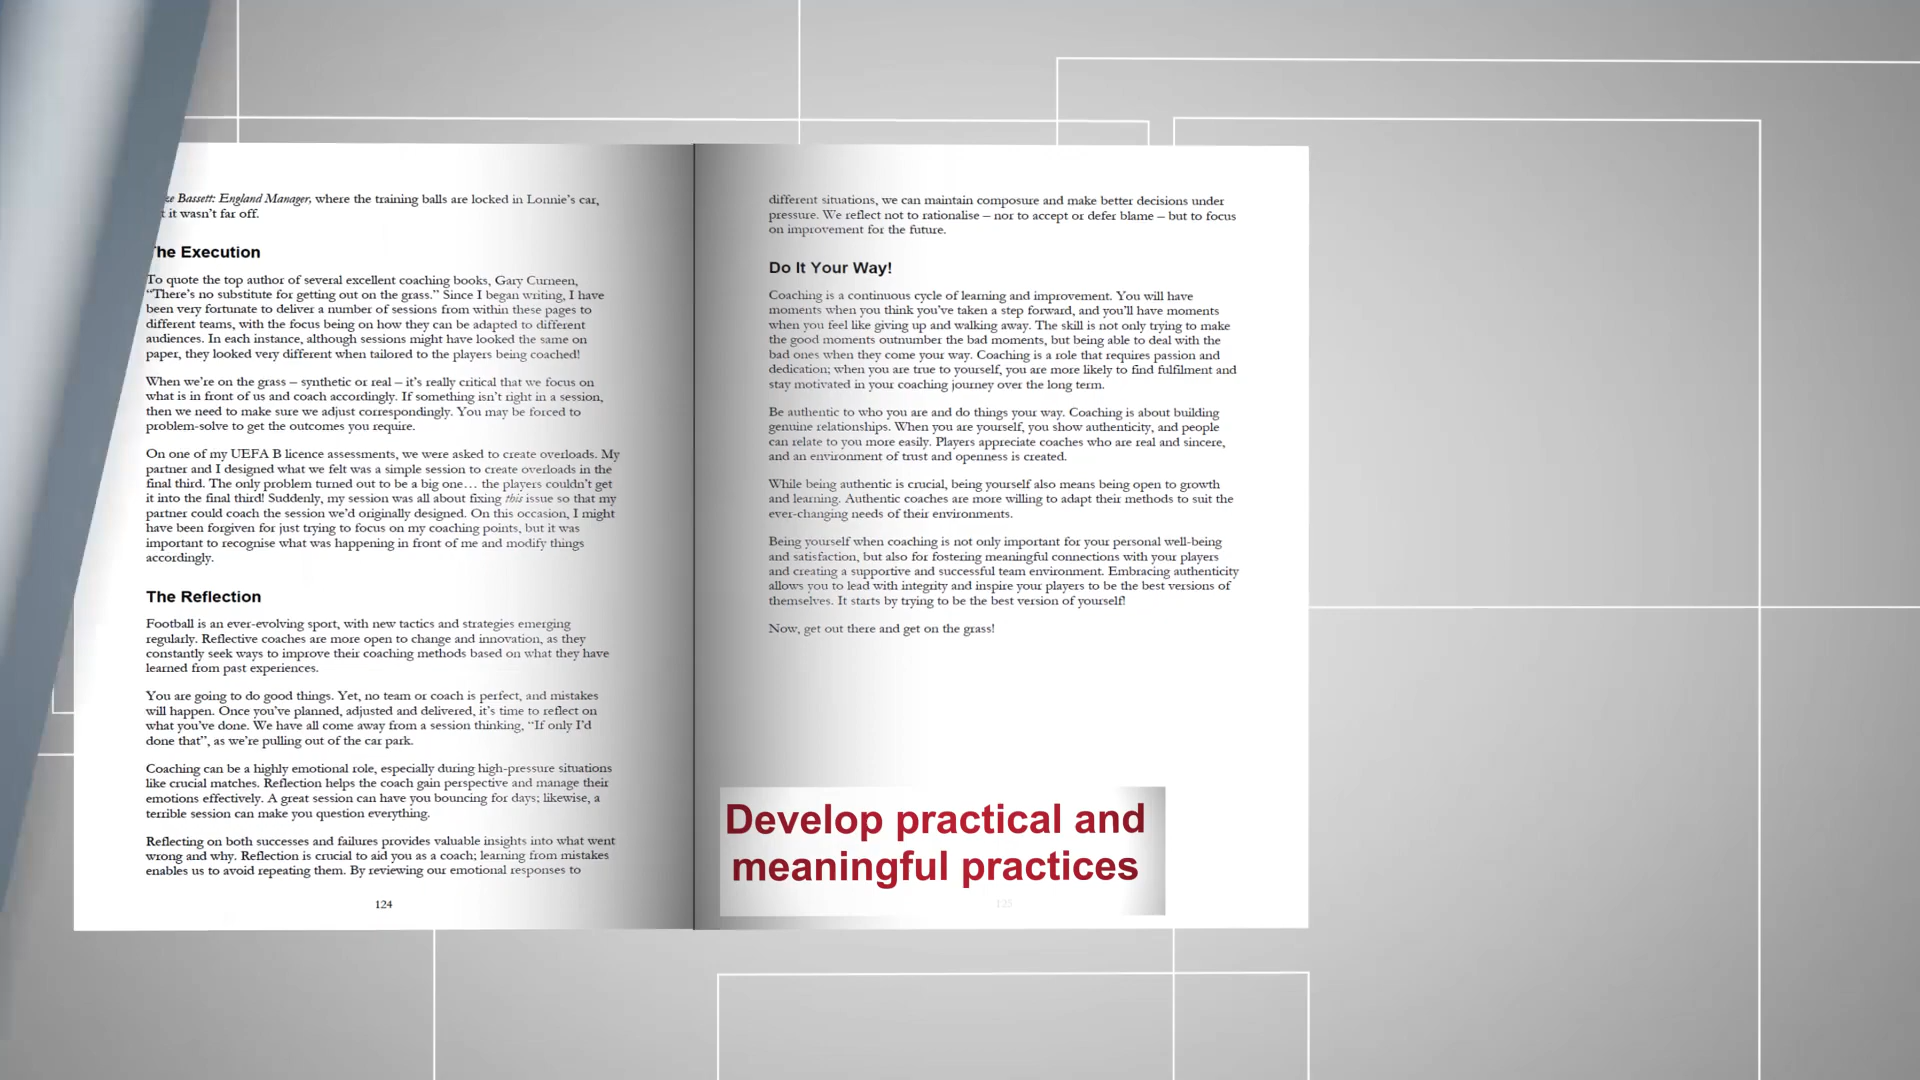 Bassett: England Manager, where the training balls are locked in Lonnie's car,
it wasn't far off.
The Execution
To quote the top author of several excellent coaching books, Gary Curneen,
“There's no substitute for getting out on the grass.” Since I began writing, I have
been very fortunate to deliver a number of sessions from within these pages to
different teams, with the focus being on how they can be adapted to different
audiences. In each instance, although sessions might have looked the same on
paper, they looked very different when tailored to the players being coached!
When we're on the grass – synthetic or real – it's really critical that we focus on
what is in front of us and coach accordingly. If something isn't right in a session,
then we need to make sure we adjust correspondingly. You may be forced to
problem-solve to get the outcomes you require.
On one of my UEFA B licence assessments, we were asked to create overloads. My
partner and I designed what we felt was a simple session to create overloads in the
final third. The only problem turned out to be a big one… the players couldn't get
it into the final third! Suddenly, my session was all about fixing this issue so that my
partner could coach the session we'd originally designed. On this occasion, I might
have been forgiven for just trying to focus on my coaching points, but it was
important to recognise what was happening in front of me and modify things
accordingly.
The Reflection
Football is an ever-evolving sport, with new tactics and strategies emerging
regularly. Reflective coaches are more open to change and innovation, as they
constantly seek ways to improve their coaching methods based on what they have
learned from past experiences.
You are going to do good things. Yet, no team or coach is perfect, and mistakes
will happen. Once you've planned, adjusted and delivered, it's time to reflect on
what you've done. We have all come away from a session thinking, “If only I'd
done that”, as we're pulling out of the car park.
Coaching can be a highly emotional role, especially during high-pressure situations
like crucial matches. Reflection helps the coach gain perspective and manage their
emotions effectively. A great session can have you bouncing for days; likewise, a
terrible session can make you question everything.
Reflecting on both successes and failures provides valuable insights into what went
wrong and why. Reflection is crucial to aid you as a coach; learning from mistakes
enables us to avoid repeating them. By reviewing our emotional responses to
124
different situations, we can maintain composure and make better decisions under
pressure. We reflect not to rationalise – nor to accept or defer blame – but to focus
on improvement for the future.
Do It Your Way!
Coaching is a continuous cycle of learning and improvement. You will have
moments when you think you've taken a step forward, and you'll have moments
when you feel like giving up and walking away. The skill is not only trying to make
the good moments outnumber the bad moments, but being able to deal with the
bad ones when they come your way. Coaching is a role that requires passion and
dedication; when you are true to yourself, you are more likely to find fulfilment and
stay motivated in your coaching journey over the long term.
Be authentic to who you are and do things your way. Coaching is about building
genuine relationships. When you are yourself, you show authenticity, and people
can relate to you more easily. Players appreciate coaches who are real and sincere,
and an environment of trust and openness is created.
While being authentic is crucial, being yourself also means being open to growth
and learning. Authentic coaches are more willing to adapt their methods to suit the
ever-changing needs of their environments.
Being yourself when coaching is not only important for your personal well-being
and satisfaction, but also for fostering meaningful connections with your players
and creating a supportive and successful team environment. Embracing authenticity
allows you to lead with integrity and inspire your players to be the best versions of
themselves. It starts by trying to be the best version of yourself!
Now, get out there and get on the grass!
Develop practical and
meaningful practices
125